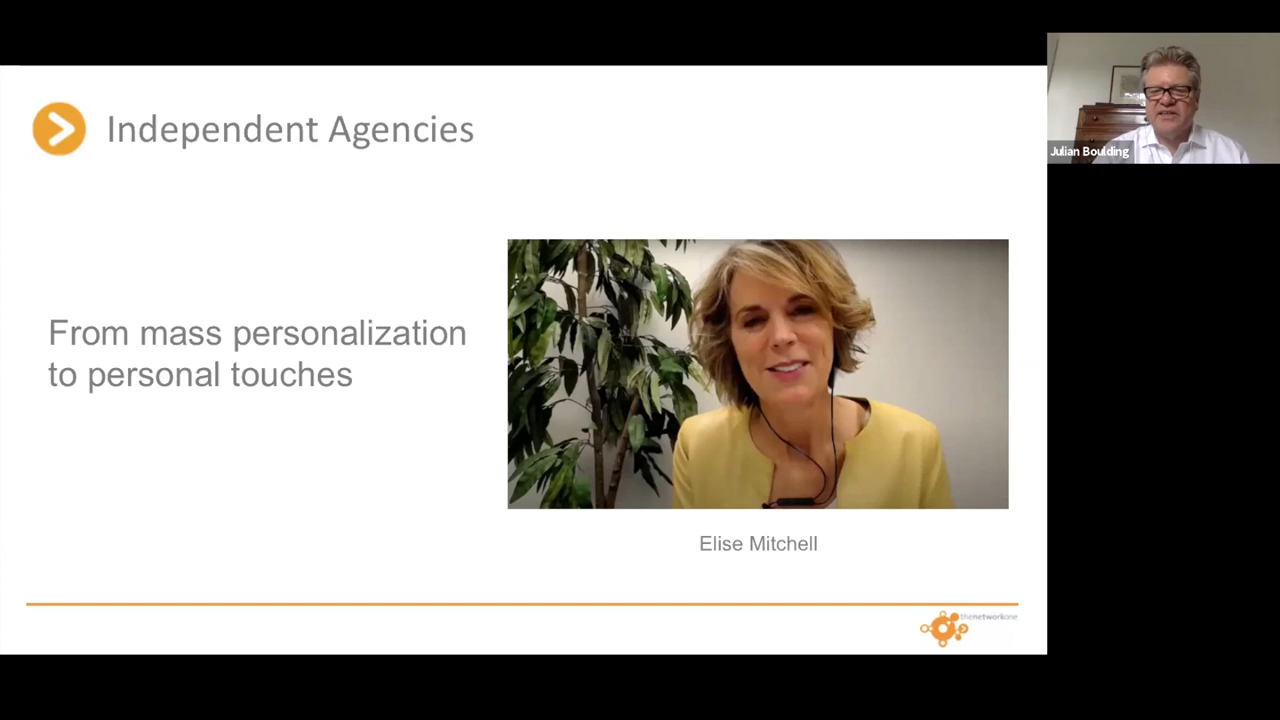 Independent Agencies
Julian Boulding
From mass personalization
to personal touches
Elise Mitchell
thenetworkone